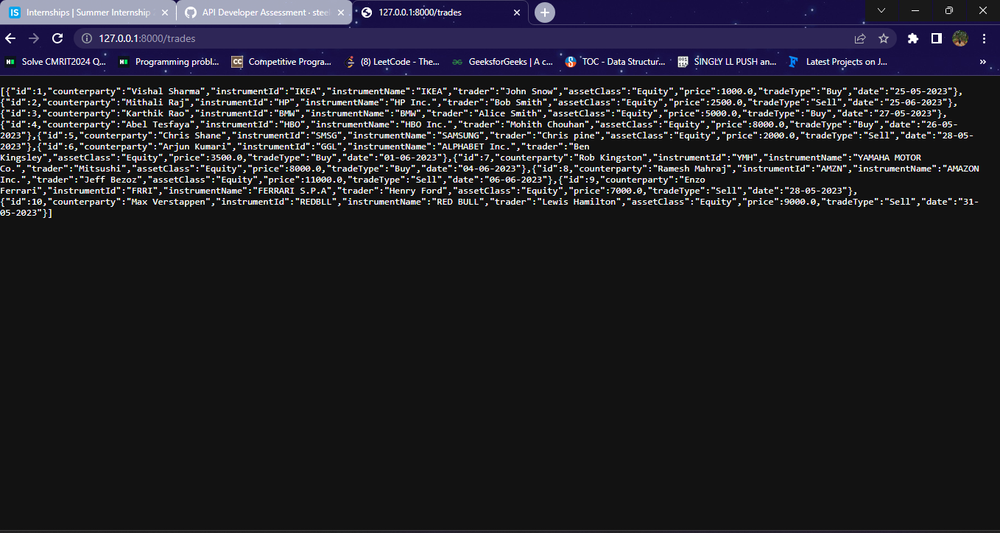 Internships | Summer Internship
API Developer Assessment · steel
127.0.0.1:8000/trades
127.0.0.1:8000/trades
Solve CMRIT2024 Q...
Programming probl...
Competitive Progra...
(8) LeetCode - The...
GeeksforGeeks | A c...
TOC - Data Structur...
SINGLY LL PUSH an...
Latest Projects on J...
»
[{"id":1,"counterparty":"Vishal Sharma","instrumentId":"IKEA","instrumentName":"IKEA","trader":"John Snow","assetClass":"Equity","price":1000.0,"tradeType":"Buy","date":"25-05-2023"},
{"id":2,"counterparty":"Mithali Raj","instrumentId":"HP","instrumentName":"HP Inc.","trader":"Bob Smith","assetClass":"Equity","price":2500.0,"tradeType":"Sell","date":"25-06-2023"},
{"id":3,"counterparty":"Karthik Rao","instrumentId":"BMW","instrumentName":"BMW","trader":"Alice Smith","assetClass":"Equity","price":5000.0,"tradeType":"Buy","date":"27-05-2023"},
{"id":4,"counterparty":"Abel Tesfaya","instrumentId":"HBO","instrumentName":"HBO Inc.","trader":"Mohith Chouhan","assetClass":"Equity","price":8000.0,"tradeType":"Buy","date":"26-05-
2023"},{"id":5,"counterparty":"Chris Shane","instrumentId":"SMSG","instrumentName":"SAMSUNG","trader":"Chris pine","assetClass":"Equity","price":2000.0,"tradeType":"Sell","date":"28-05-
2023"},{"id":6,"counterparty":"Arjun Kumari","instrumentId":"GGL","instrumentName":"ALPHABET Inc.","trader":"Ben
Kingsley","assetClass":"Equity","price":3500.0,"tradeType":"Buy","date":"01-06-2023"},{"id":7,"counterparty":"Rob Kingston","instrumentId":"YMH","instrumentName":"YAMAHA MOTOR
Co.","trader":"Mitsushi","assetClass":"Equity","price":8000.0,"tradeType":"Buy","date":"04-06-2023"},{"id":8,"counterparty":"Ramesh Mahraj","instrumentId":"AMZN","instrumentName":"AMAZON
Inc.","trader":"Jeff Bezoz","assetClass":"Equity","price":11000.0,"tradeType":"Sell","date":"06-06-2023"},{"id":9,"counterparty":"Enzo
Ferrari","instrumentId":"FRRI","instrumentName":"FERRARI S.P.A","trader":"Henry Ford","assetClass":"Equity","price":7000.0,"tradeType":"Sell","date":"28-05-2023"},
{"id":10,"counterparty":"Max Verstappen","instrumentId":"REDBLL","instrumentName":"RED BULL","trader":"Lewis Hamilton","assetClass":"Equity","price":9000.0,"tradeType":"Sell","date":"31-
05-2023"}]